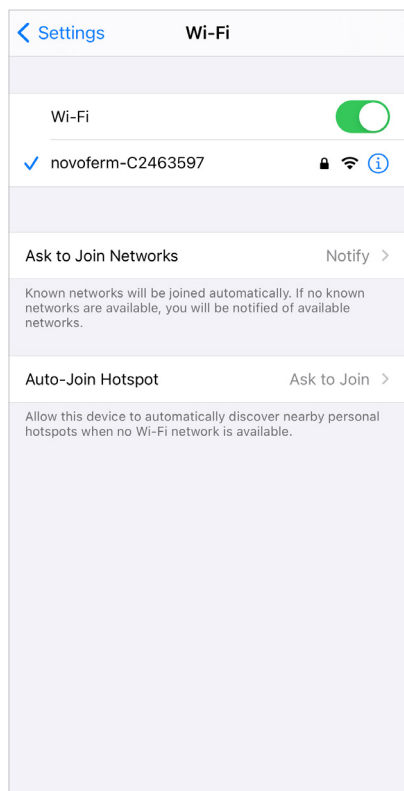 Settings Wi-Fi
Wi-Fi
novoferm-C2463597
Ask to Join Networks Notify
Known networks will be joined automatically. If no known
networks are available, you will be notified of available
networks.
Auto-Join Hotspot Ask to Join
Allow this device to automatically discover nearby personal
hotspots when no Wi-Fi network is available.